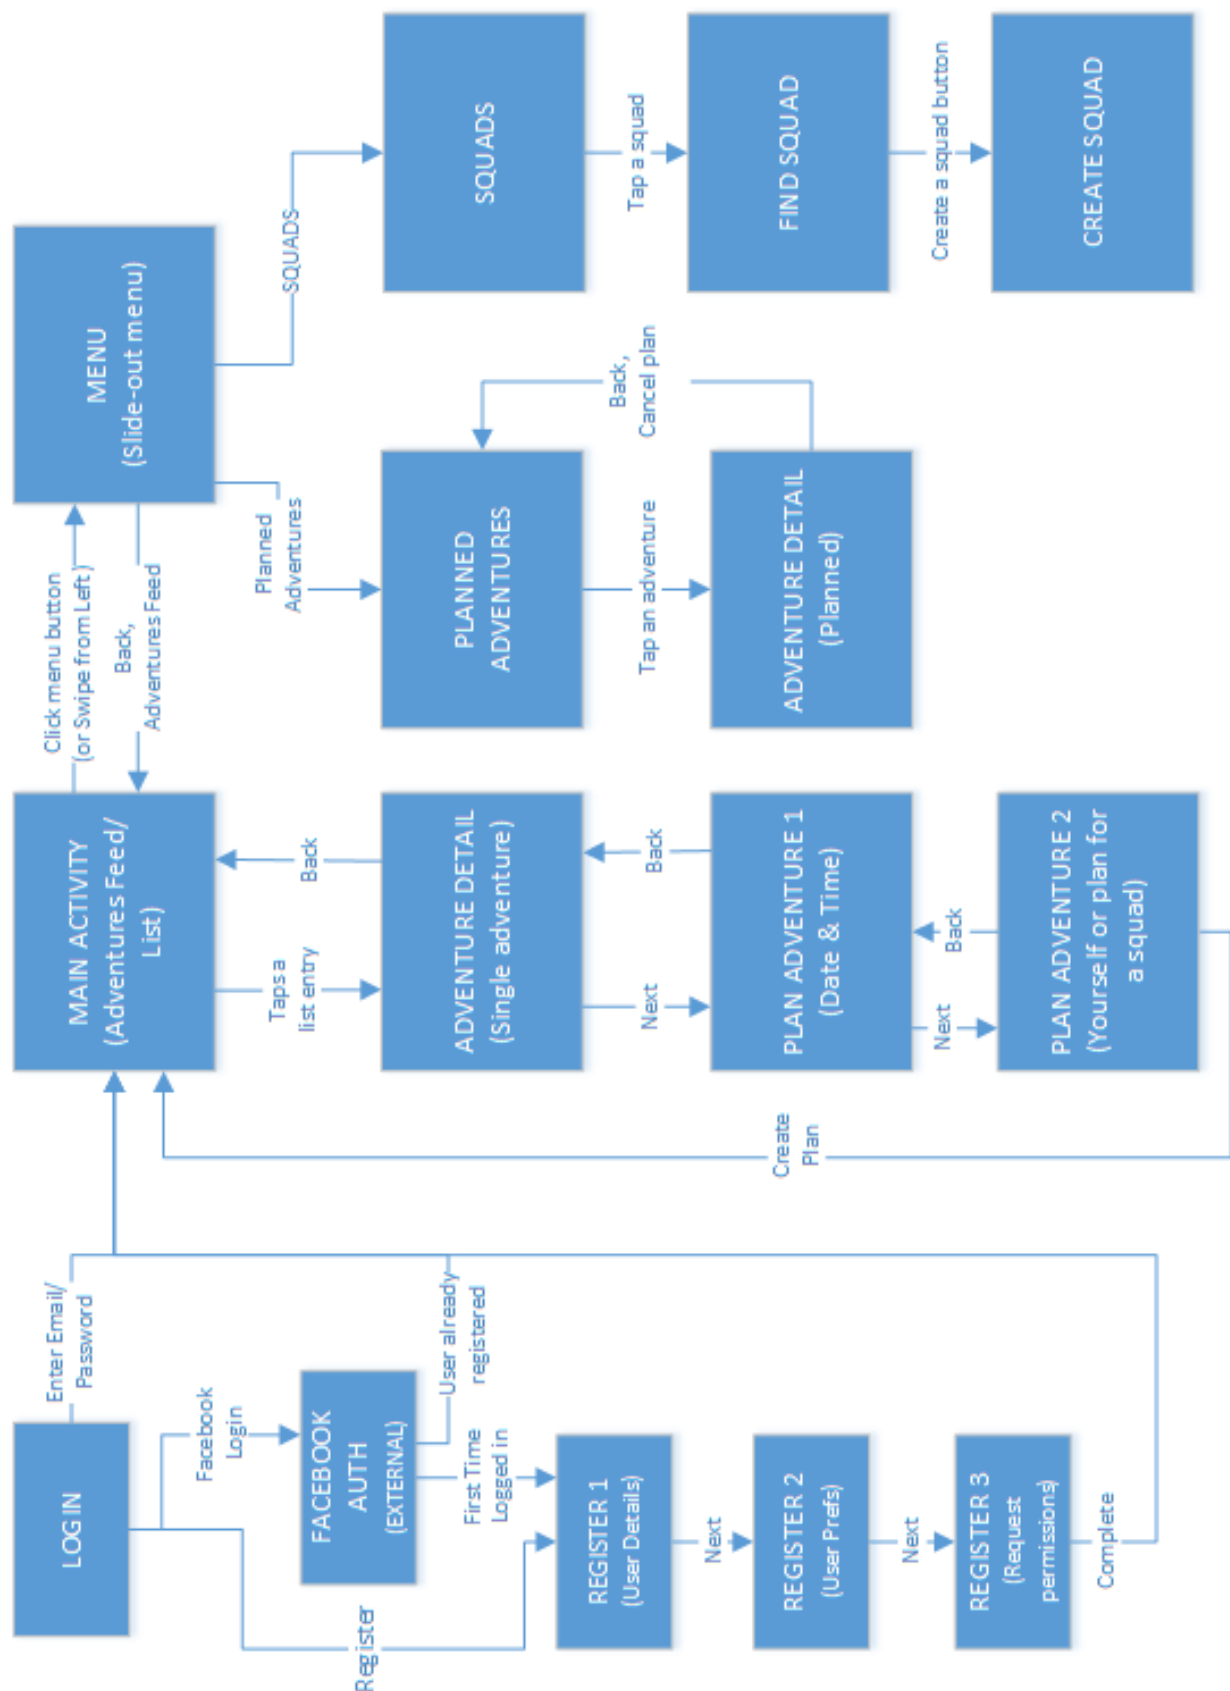 LOGIN
Enter Email/
Password
Facebook
Login
Register
FACEBOOK
AUTH
(EXTERNAL)
User already
registered
First Time
Logged in
REGISTER 1
(User Details)
Next
REGISTER 2
(User Prefs)
Next
REGISTER 3
(Request
permissions)
Complete
MAIN ACTIVITY
(Adventures Feed/
List)
Taps a
list entry
Back
ADVENTURE DETAIL
(Single adventure)
Next
Back
PLAN ADVENTURE 1
(Date & Time)
Next
Back
PLAN ADVENTURE 2
(Yourself or plan for
a squad)
Create
Plan
Click menu button
(or Swipe from Left)
Back,
Adventures Feed
MENU
(Slide-out menu)
Planned
Adventures
PLANNED
ADVENTURES
Tap an adventure
Back,
Cancel plan
ADVENTURE DETAIL
(Planned)
SQUADS
SQUADS
Tap a squad
FIND SQUAD
Create a squad button
CREATE SQUAD